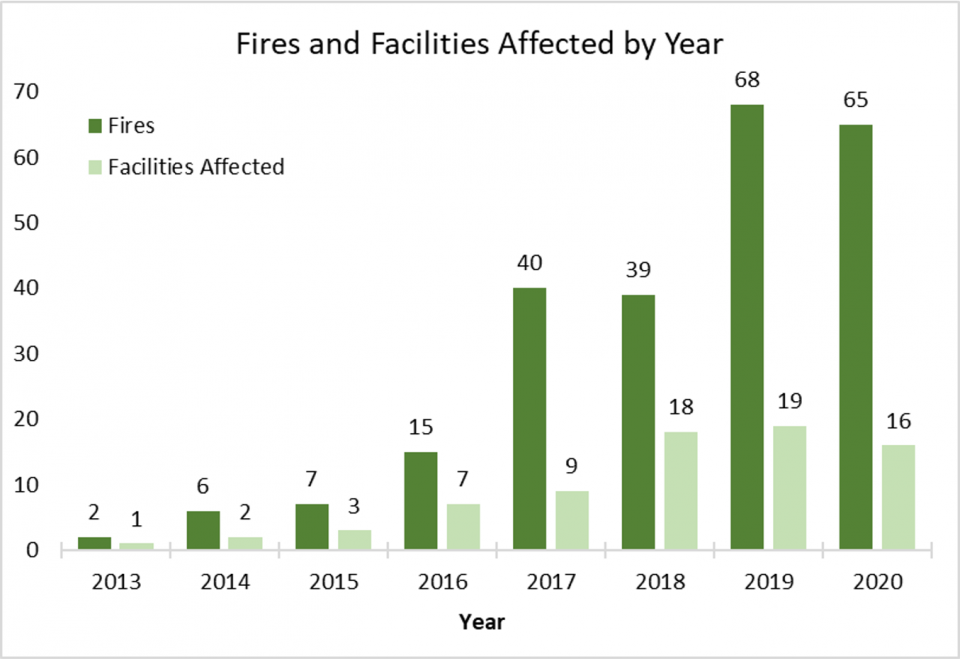 Fires and Facilities Affected by Year
70
60
50
40
30
20
10
0
Fires
Facilities Affected
2 1 6 2 7 3 15 7 40 9 39 18 68 19 65 16
2013 2014 2015 2016 2017 2018 2019 2020
Year